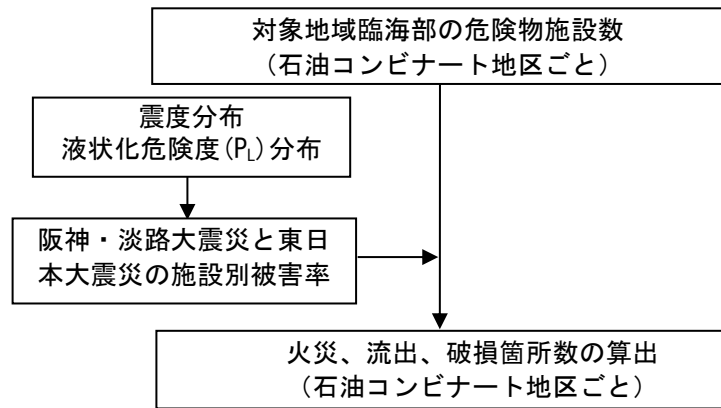 対象地域臨海部の危険物施設数
(石油コンビナート地区ごと)
震度分布
液状化危険度(PL)分布
阪神・淡路大震災と東日
本大震災の施設別被害率
火災、流出、破損箇所数の算出
(石油コンビナート地区ごと)